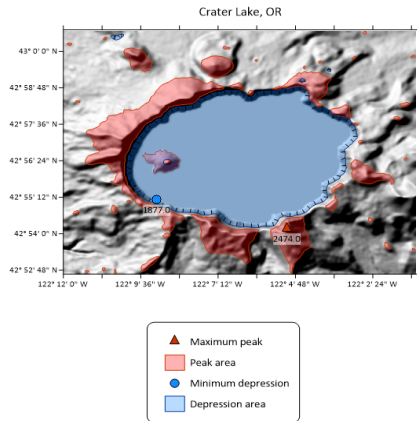 Crater Lake, OR
43° 0' 0" N
42° 58' 48" N
42° 57' 36" N
42° 56' 24" N
42° 55' 12" N
42° 54' 0" N
42° 52' 48" N
1877.0
2474.0
122° 12' 0" W
122° 9' 36" W
122° 7' 12" W
122° 4' 48" W
122° 2' 24" W
Maximum peak
Peak area
Minimum depression
Depression area